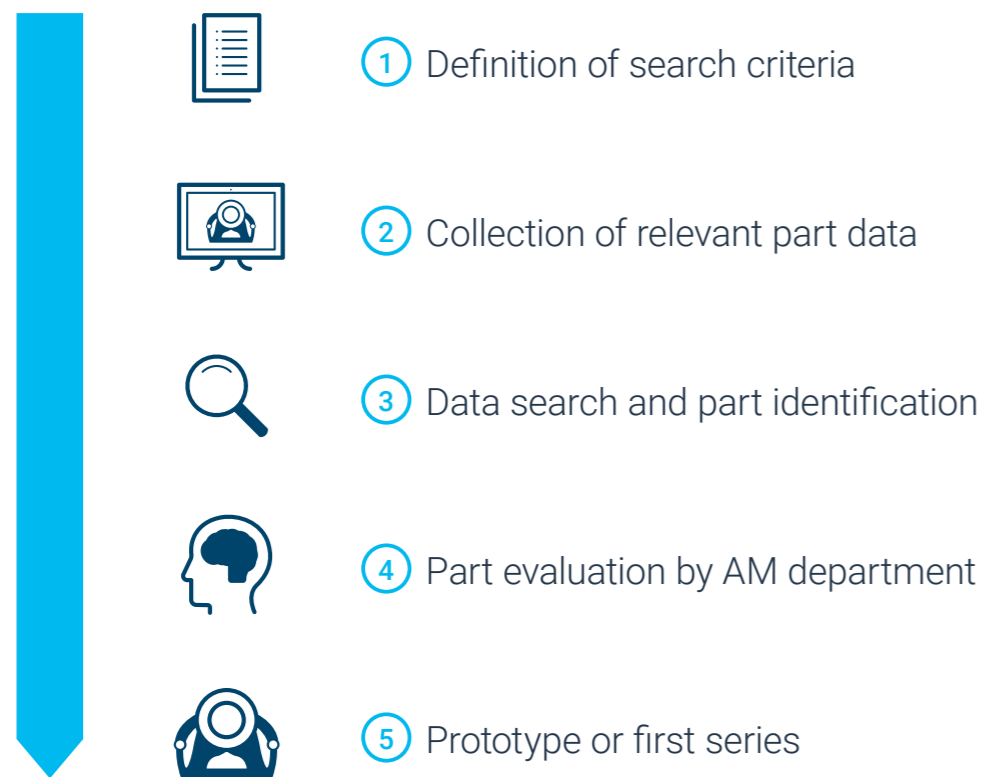 1 Definition of search criteria
2 Collection of relevant part data
3 Data search and part identification
4 Part evaluation by AM department
5 Prototype or first series